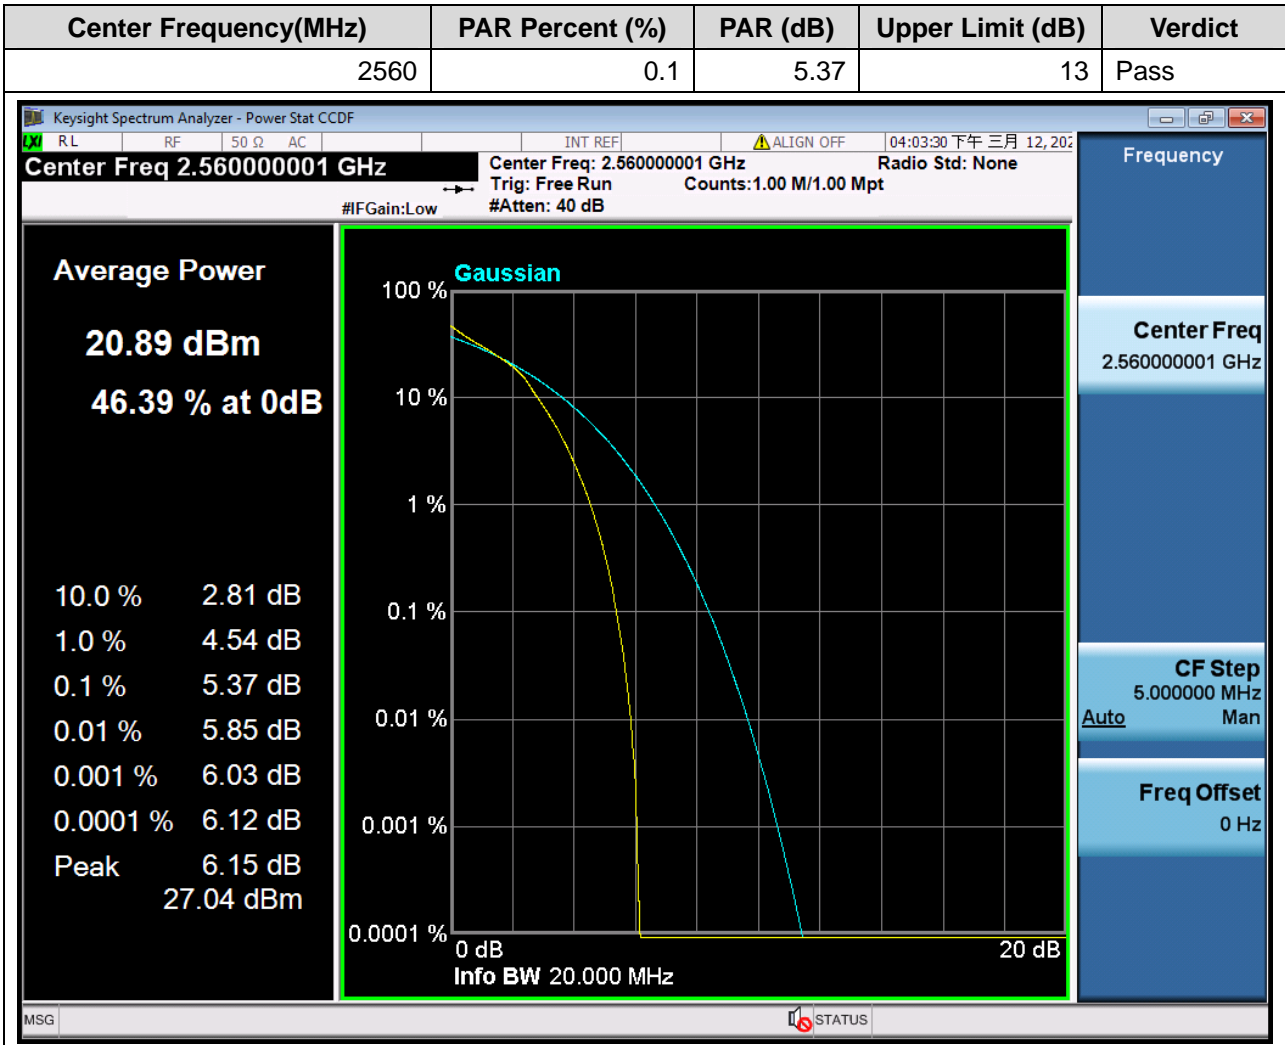 Center Frequency(MHz) PAR Percent (%) PAR (dB) Upper Limit (dB) Verdict
2560 0.1 5.37 13 Pass
Keysight Spectrum Analyzer - Power Stat CCDF
LXI RL RF 50 Ω AC INT REF ALIGN OFF 04:03:30 下午 三月 12, 202
Center Freq 2.560000001 GHz
#IFGain:Low
Center Freq: 2.560000001 GHz Radio Std: None
Trig: Free Run Counts:1.00 M/1.00 Mpt
#Atten: 40 dB
Frequency
Average Power
20.89 dBm
46.39 % at 0dB
10.0 % 2.81 dB
1.0 % 4.54 dB
0.1 % 5.37 dB
0.01 % 5.85 dB
0.001 % 6.03 dB
0.0001 % 6.12 dB
Peak 6.15 dB
27.04 dBm
Gaussian
100 %
10 %
1 %
0.1 %
0.01 %
0.001 %
0.0001 %
0 dB 20 dB
Info BW 20.000 MHz
Center Freq
2.560000001 GHz
CF Step
5.000000 MHz
Auto Man
Freq Offset
0 Hz
MSG STATUS